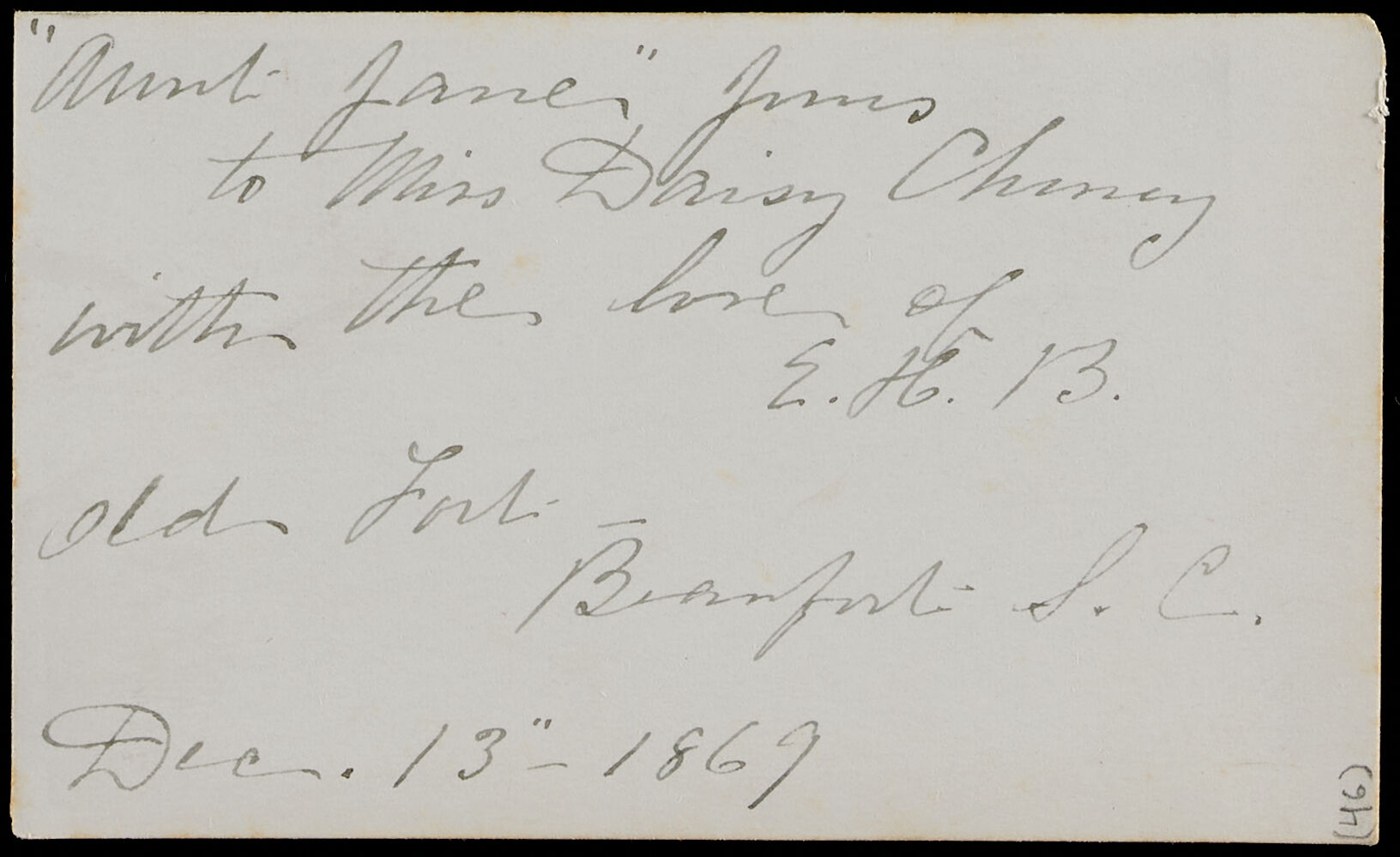 "Aunt Jane" Jones
to Miss Daisy Cheney
with the love of
E. H. B.
Old Fort –
Beaufort S. C.
Dec. 13" – 1869
(46)